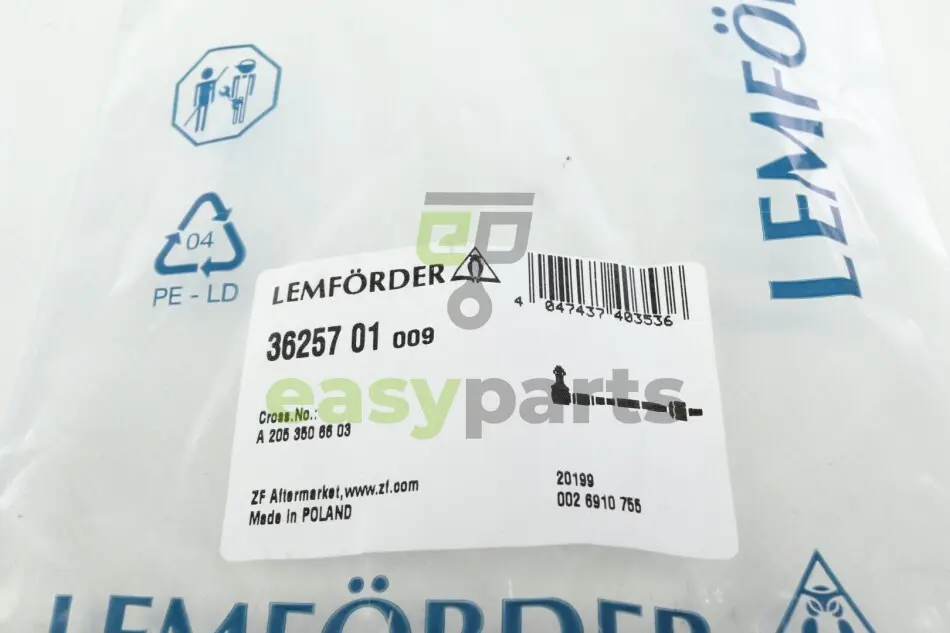 LEMFÖR
04
PE - LD
LEMFÖRDER
4 047437 403536
36257 01 009
easyparts
Cross.No.:
A 205 350 66 03
ZF Aftermarket,www.zf.com
Made in POLAND
20199
002 6910 755
LEMFÖRDER